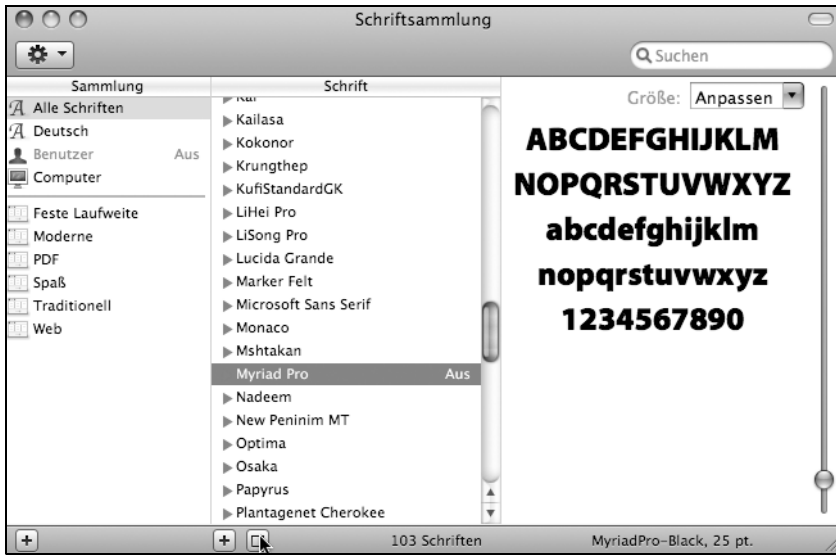 Schriftsammlung
Suchen
Sammlung
Alle Schriften
Deutsch
Benutzer Aus
Computer
Feste Laufweite
Moderne
PDF
Spaß
Traditionell
Web
Schrift
Kai
Kailasa
Kokonor
Krungthep
KufiStandardGK
LiHei Pro
LiSong Pro
Lucida Grande
Marker Felt
Microsoft Sans Serif
Monaco
Mshtakan
Myriad Pro Aus
Nadeem
New Peninim MT
Optima
Osaka
Papyrus
Plantagenet Cherokee
103 Schriften
Größe: Anpassen
ABCDEFGHIJKLM
NOPQRSTUVWXYZ
abcdefghijklm
nopqrstuvwxyz
1234567890
MyriadPro-Black, 25 pt.